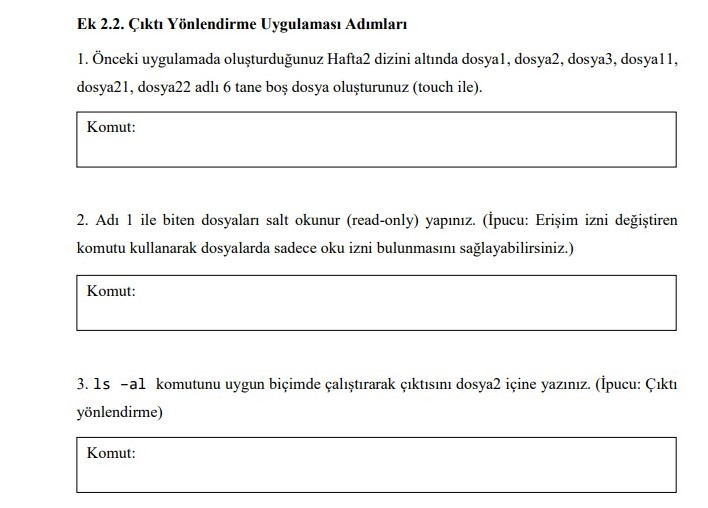 Ek 2.2. Çıktı Yönlendirme Uygulaması Adımları
1. Önceki uygulamada oluşturduğunuz Hafta2 dizini altında dosya1, dosya2, dosya3, dosya11,
dosya21, dosya22 adlı 6 tane boş dosya oluşturunuz (touch ile).
Komut:
2. Adı 1 ile biten dosyaları salt okunur (read-only) yapınız. (İpucu: Erişim izni değiştiren
komutu kullanarak dosyalarda sadece oku izni bulunmasını sağlayabilirsiniz.)
Komut:
3. ls -al komutunu uygun biçimde çalıştırarak çıktısını dosya2 içine yazınız. (İpucu: Çıktı
yönlendirme)
Komut: